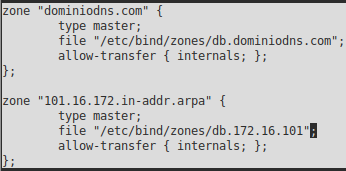 zone "dominiodns.com" {
type master;
file "/etc/bind/zones/db.dominiodns.com";
allow-transfer { internals; };
};
zone "101.16.172.in-addr.arpa" {
type master;
file "/etc/bind/zones/db.172.16.101";
allow-transfer { internals; };
};